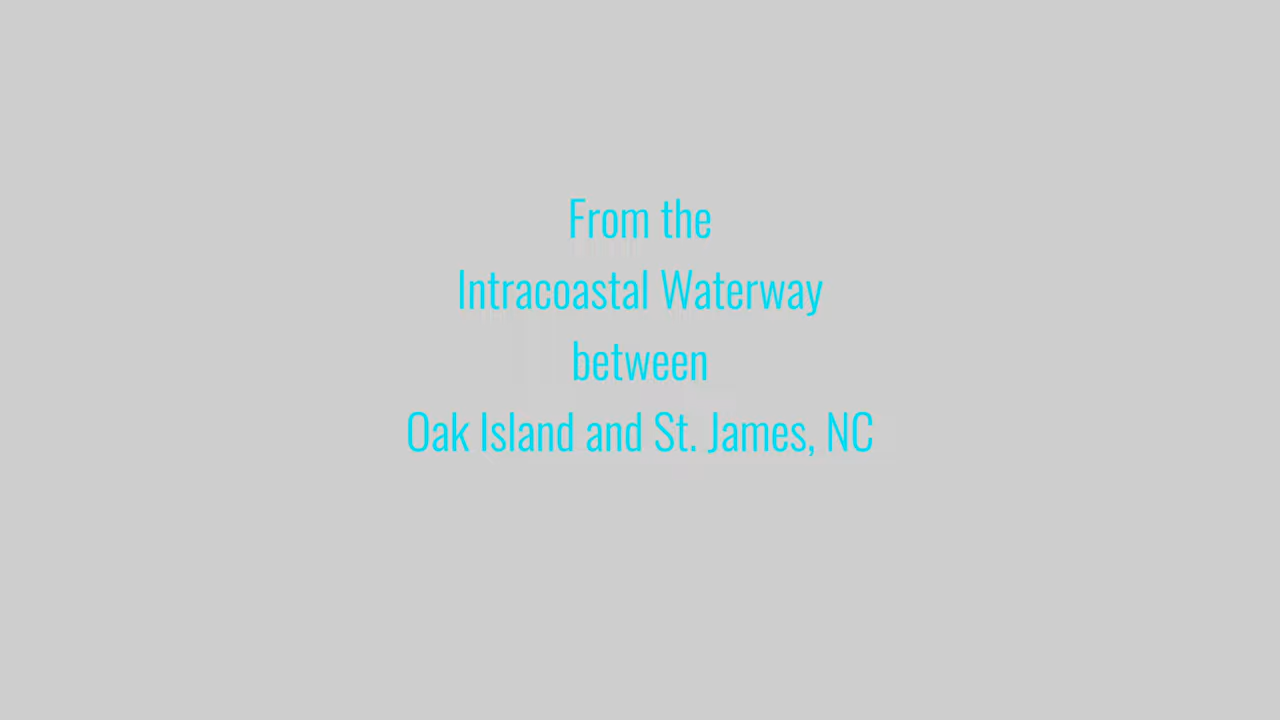 From the
Intracoastal Waterway
between
Oak Island and St. James, NC